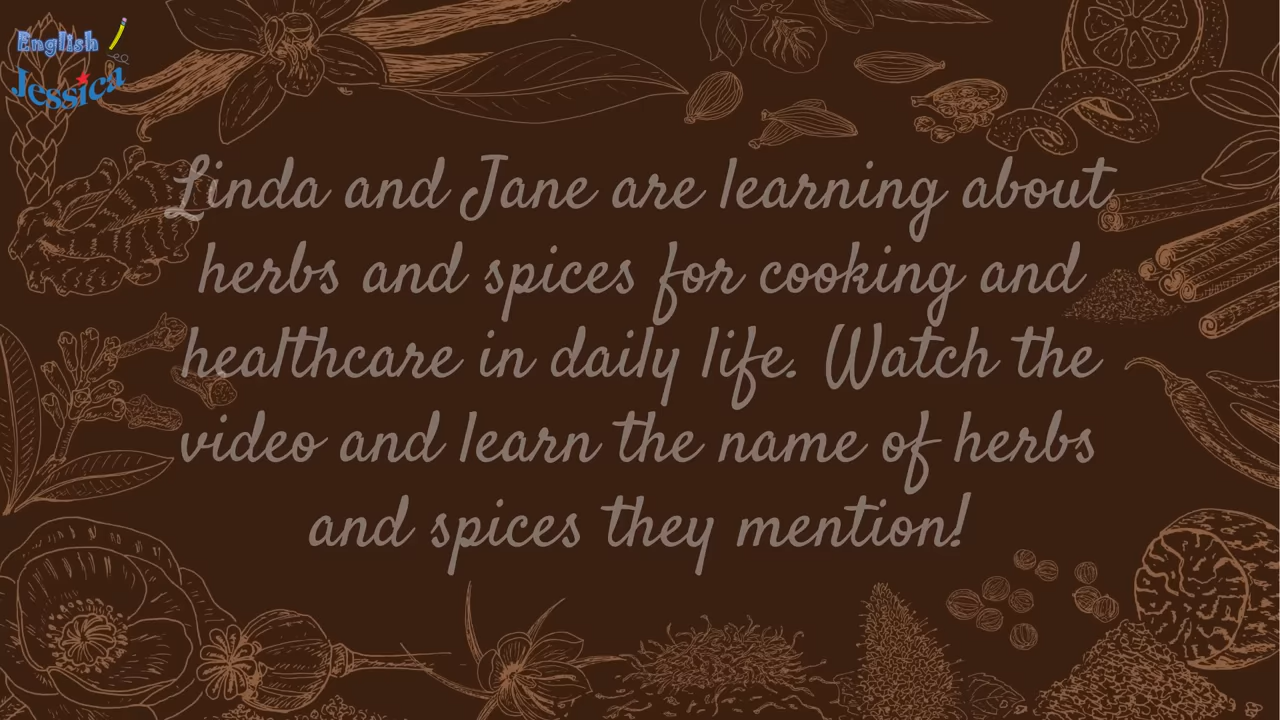 English
Jessica
Linda and Jane are learning about
herbs and spices for cooking and
healthcare in daily life. Watch the
video and learn the name of herbs
and spices they mention!